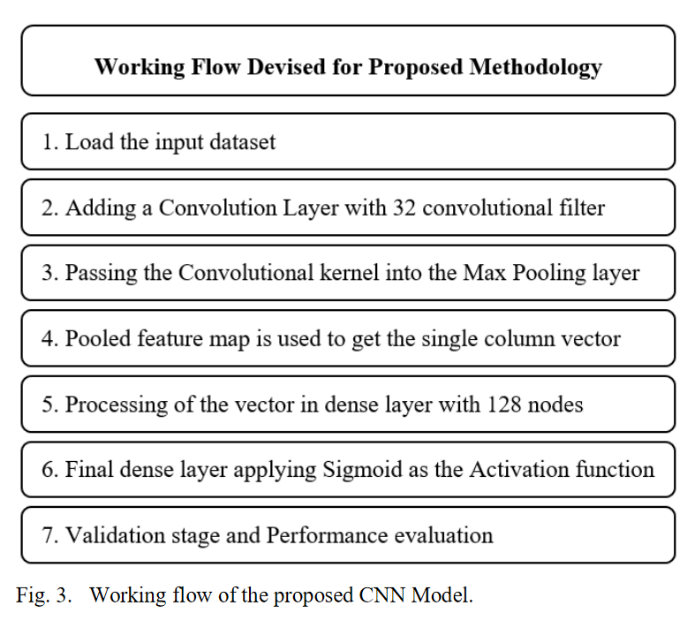 Working Flow Devised for Proposed Methodology
1. Load the input dataset
2. Adding a Convolution Layer with 32 convolutional filter
3. Passing the Convolutional kernel into the Max Pooling layer
4. Pooled feature map is used to get the single column vector
5. Processing of the vector in dense layer with 128 nodes
6. Final dense layer applying Sigmoid as the Activation function
7. Validation stage and Performance evaluation
Fig. 3. Working flow of the proposed CNN Model.